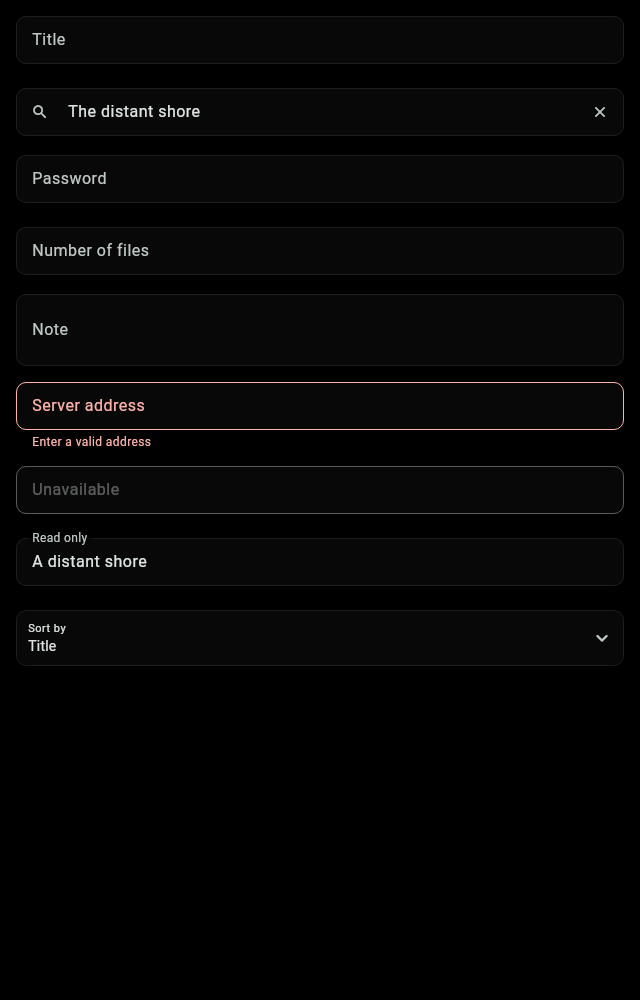 Title
The distant shore
Password
Number of files
Note
Server address
Enter a valid address
Unavailable
Read only
A distant shore
Sort by
Title